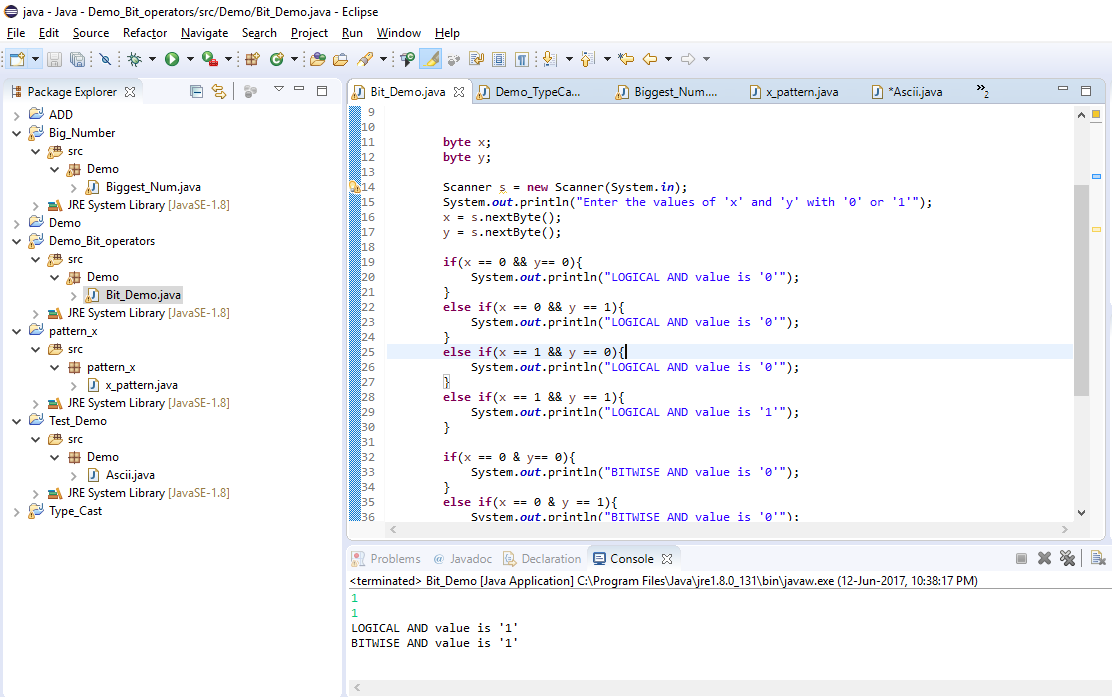 java - Java - Demo_Bit_operators/src/Demo/Bit_Demo.java - Eclipse
File Edit Source Refactor Navigate Search Project Run Window Help
Package Explorer
ADD
Big_Number
src
Demo
Biggest_Num.java
JRE System Library [JavaSE-1.8]
Demo
Demo_Bit_operators
src
Demo
Bit_Demo.java
JRE System Library [JavaSE-1.8]
pattern_x
src
pattern_x
x_pattern.java
JRE System Library [JavaSE-1.8]
Test_Demo
src
Demo
Ascii.java
JRE System Library [JavaSE-1.8]
Type_Cast
Bit_Demo.java Demo_TypeCa... Biggest_Num.... x_pattern.java *Ascii.java »2
9
10
11 byte x;
12 byte y;
13
14 Scanner s = new Scanner(System.in);
15 System.out.println("Enter the values of 'x' and 'y' with '0' or '1'");
16 x = s.nextByte();
17 y = s.nextByte();
18
19 if(x == 0 && y== 0){
20 System.out.println("LOGICAL AND value is '0'");
21 }
22 else if(x == 0 && y == 1){
23 System.out.println("LOGICAL AND value is '0'");
24 }
25 else if(x == 1 && y == 0){
26 System.out.println("LOGICAL AND value is '0'");
27 }
28 else if(x == 1 && y == 1){
29 System.out.println("LOGICAL AND value is '1'");
30 }
31
32 if(x == 0 & y== 0){
33 System.out.println("BITWISE AND value is '0'");
34 }
35 else if(x == 0 & y == 1){
36 System.out.println("BITWISE AND value is '0'");
Problems @ Javadoc Declaration Console
<terminated> Bit_Demo [Java Application] C:\Program Files\Java\jre1.8.0_131\bin\javaw.exe (12-Jun-2017, 10:38:17 PM)
1
1
LOGICAL AND value is '1'
BITWISE AND value is '1'